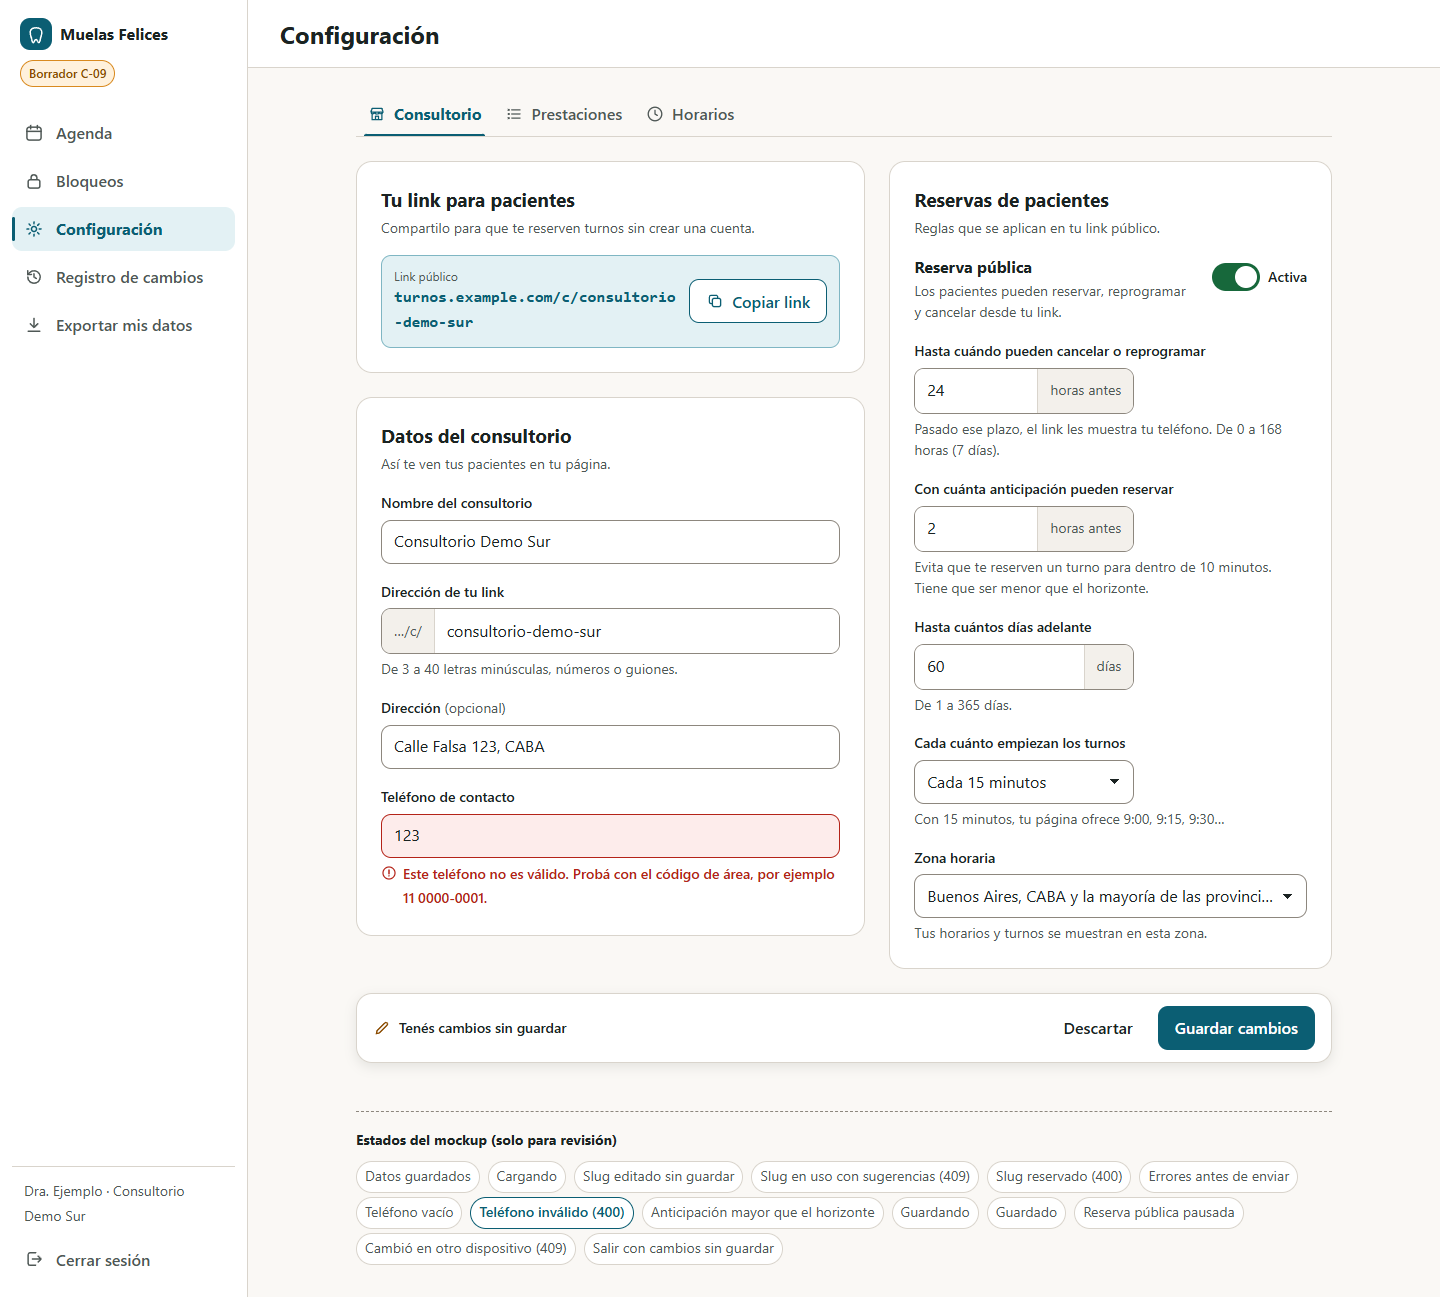 Muelas Felices
Borrador C-09
Agenda
Bloqueos
Configuración
Registro de cambios
Exportar mis datos
Dra. Ejemplo · Consultorio
Demo Sur
Cerrar sesión
Configuración
Consultorio
Prestaciones
Horarios
Tu link para pacientes
Compartilo para que te reserven turnos sin crear una cuenta.
Link público
turnos.example.com/c/consultorio
-demo-sur
Copiar link
Datos del consultorio
Así te ven tus pacientes en tu página.
Nombre del consultorio
Consultorio Demo Sur
Dirección de tu link
.../c/ consultorio-demo-sur
De 3 a 40 letras minúsculas, números o guiones.
Dirección (opcional)
Calle Falsa 123, CABA
Teléfono de contacto
123
Este teléfono no es válido. Probá con el código de área, por ejemplo
11 0000-0001.
Reservas de pacientes
Reglas que se aplican en tu link público.
Reserva pública
Los pacientes pueden reservar, reprogramar
y cancelar desde tu link.
Activa
Hasta cuándo pueden cancelar o reprogramar
24 horas antes
Pasado ese plazo, el link les muestra tu teléfono. De 0 a 168
horas (7 días).
Con cuánta anticipación pueden reservar
2 horas antes
Evita que te reserven un turno para dentro de 10 minutos.
Tiene que ser menor que el horizonte.
Hasta cuántos días adelante
60 días
De 1 a 365 días.
Cada cuánto empiezan los turnos
Cada 15 minutos
Con 15 minutos, tu página ofrece 9:00, 9:15, 9:30...
Zona horaria
Buenos Aires, CABA y la mayoría de las provinci...
Tus horarios y turnos se muestran en esta zona.
Tenés cambios sin guardar
Descartar
Guardar cambios
Estados del mockup (solo para revisión)
Datos guardados Cargando Slug editado sin guardar Slug en uso con sugerencias (409) Slug reservado (400) Errores antes de enviar
Teléfono vacío Teléfono inválido (400) Anticipación mayor que el horizonte Guardando Guardado Reserva pública pausada
Cambió en otro dispositivo (409) Salir con cambios sin guardar